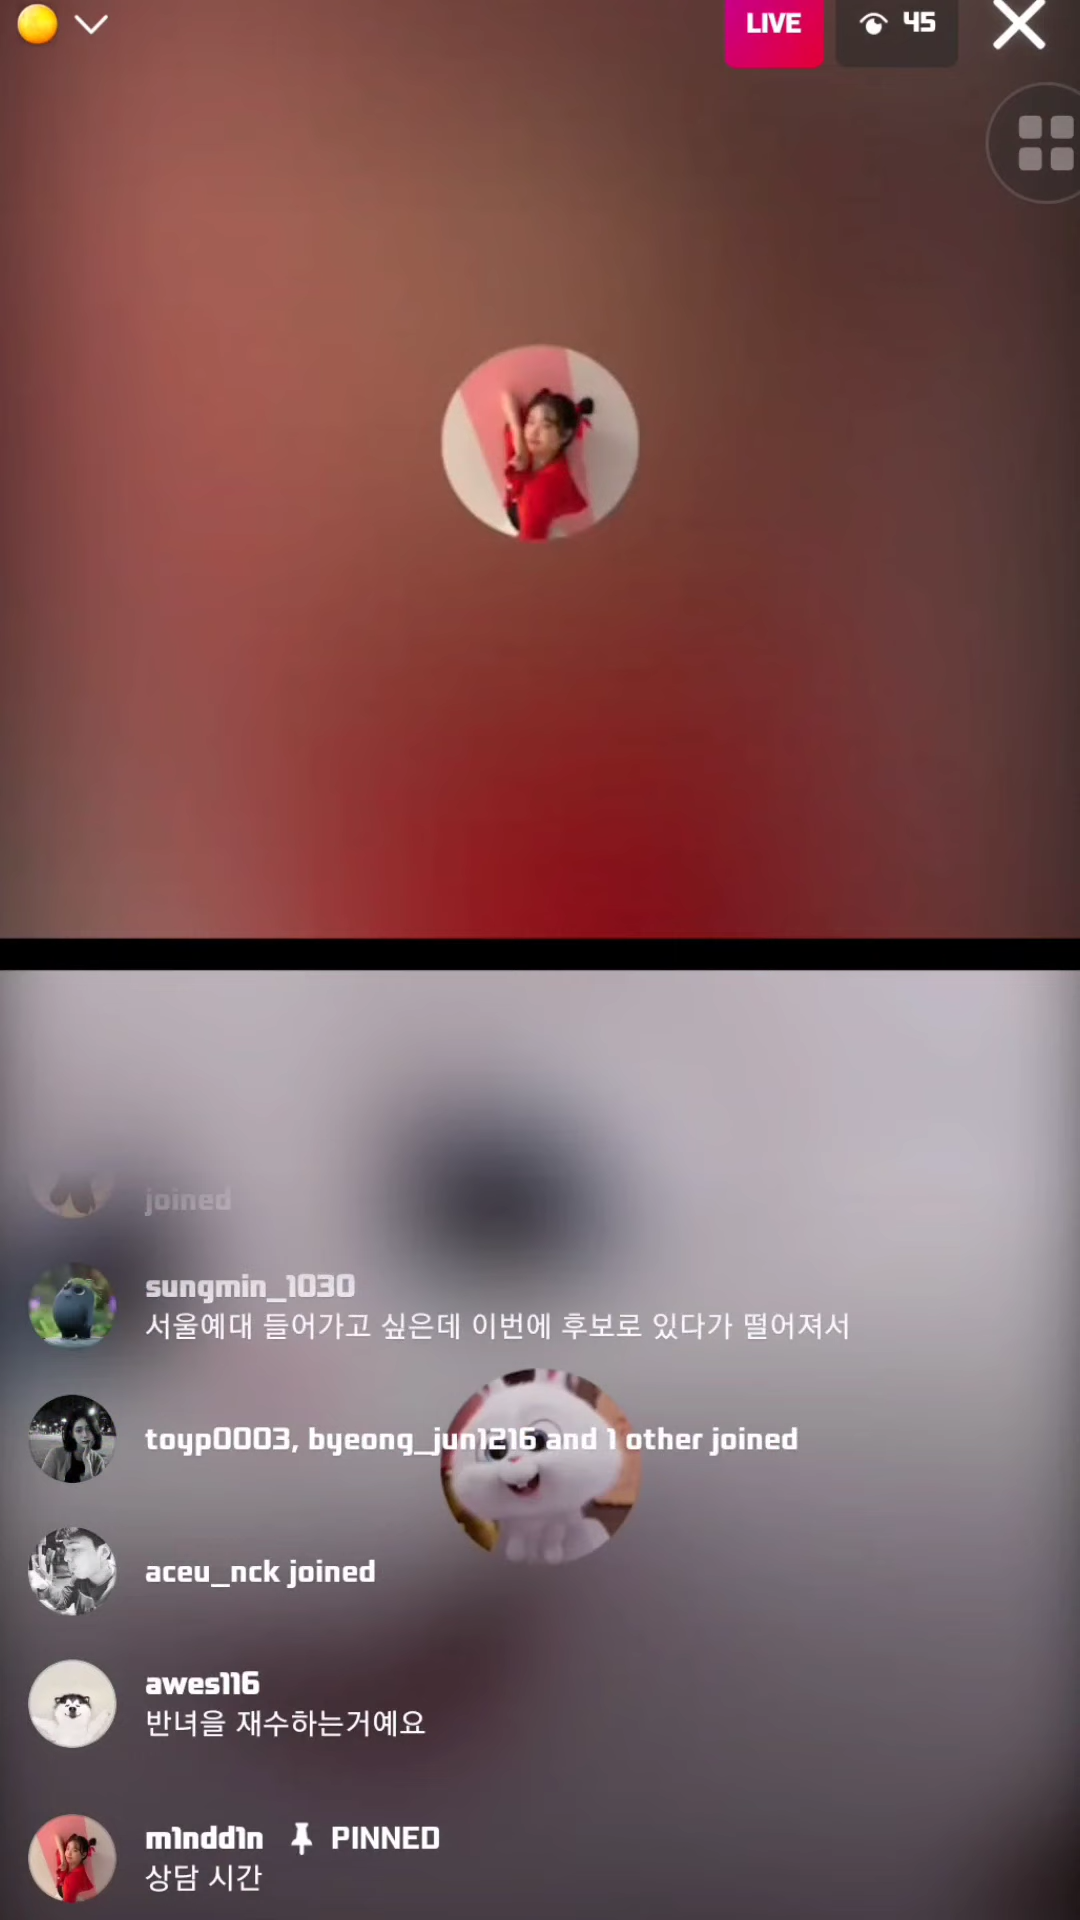 LIVE
45
joined
sungmin_1030
서울예대 들어가고 싶은데 이번에 후보로 있다가 떨어져서
toyp0003, byeong_jun1216 and 1 other joined
aceu_nck joined
awes116
반녀을 재수하는거예요
m1ndd1n PINNED
상담 시간